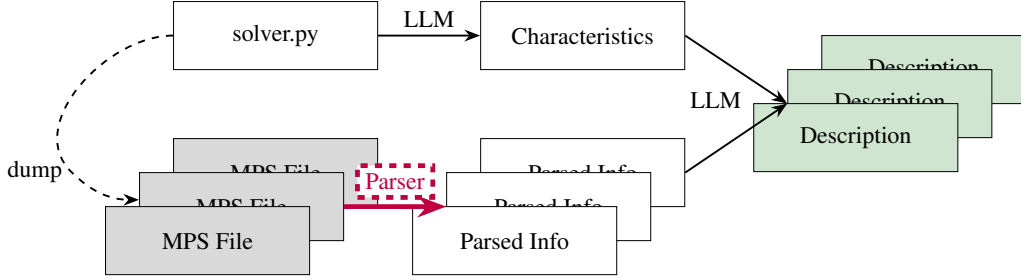 LLM
solver.py
Characteristics
Description
Description
Description
LLM
dump
MPS File
MPS File
MPS File
Parser
Parsed Info
Parsed Info
Parsed Info